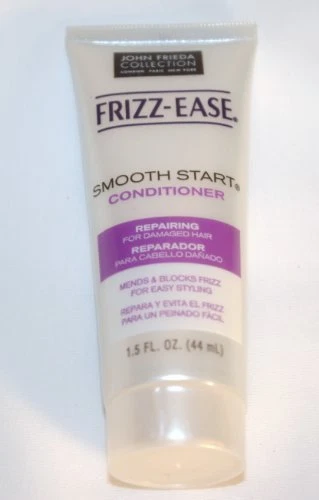 JOHN FRIEDA
COLLECTION
LONDON PARIS NEW YORK
FRIZZ-EASE®
SMOOTH START®
CONDITIONER
REPAIRING
FOR DAMAGED HAIR
REPARADOR
PARA CABELLO DAÑADO
MENDS & BLOCKS FRIZZ
FOR EASY STYLING
REPARA Y EVITA EL FRIZZ
PARA UN PEINADO FÁCIL
1.5 FL. OZ. (44 mL)